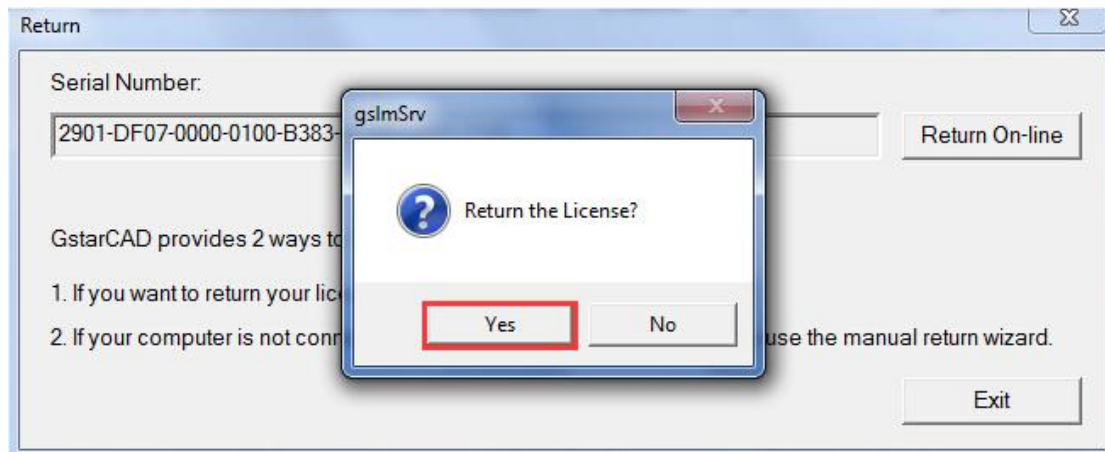 Return
Serial Number:
2901-DF07-0000-0100-B383-
Return On-line
gslmSrv
Return the License?
Yes
No
GstarCAD provides 2 ways to
1. If you want to return your lice
2. If your computer is not conn
use the manual return wizard.
Exit